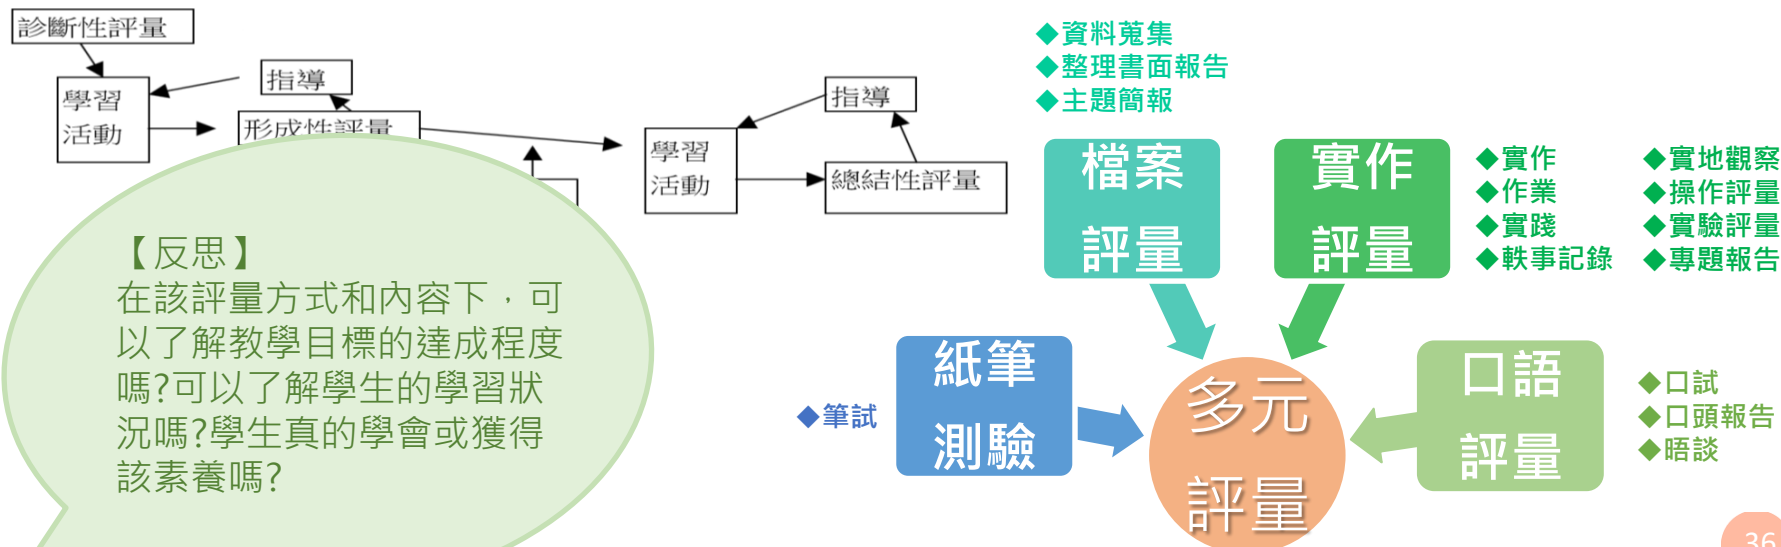 診斷性評量
學習
活動
指導
形成性評量
學習
活動
指導
總結性評量
【反思】
在該評量方式和內容下，可
以了解教學目標的達成程度
嗎?可以了解學生的學習狀
況嗎?學生真的學會或獲得
該素養嗎?
◆資料蒐集
◆整理書面報告
◆主題簡報
檔案
評量
實作
評量
◆實作
◆作業
◆實踐
◆軼事記錄
◆實地觀察
◆操作評量
◆實驗評量
◆專題報告
◆筆試
紙筆
測驗
多元
評量
口語
評量
◆口試
◆口頭報告
◆晤談
36